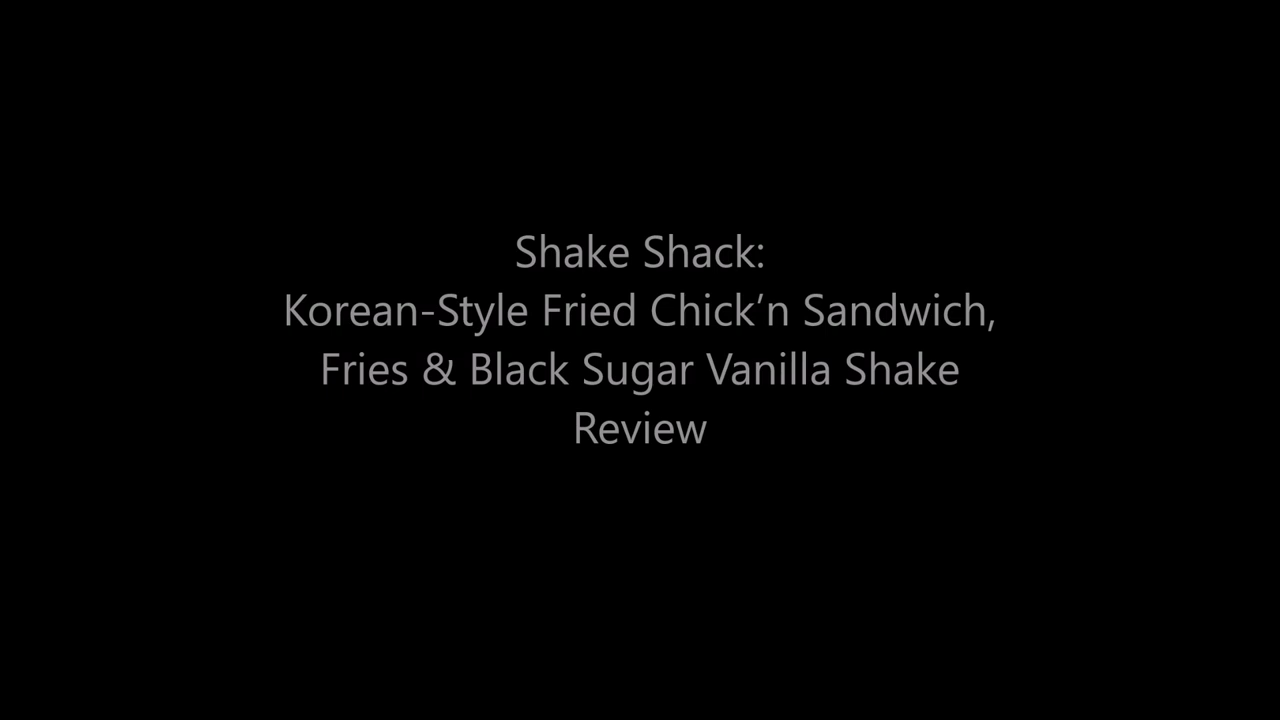 Shake Shack:
Korean-Style Fried Chick’n Sandwich,
Fries & Black Sugar Vanilla Shake
Review